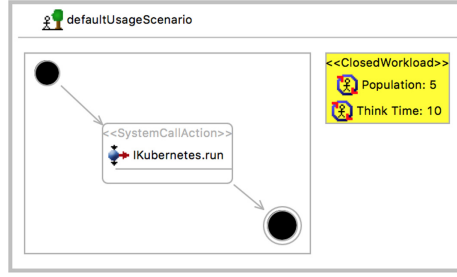 defaultUsageScenario
<<ClosedWorkload>>
Population: 5
Think Time: 10
<<SystemCallAction>>
IKubernetes.run